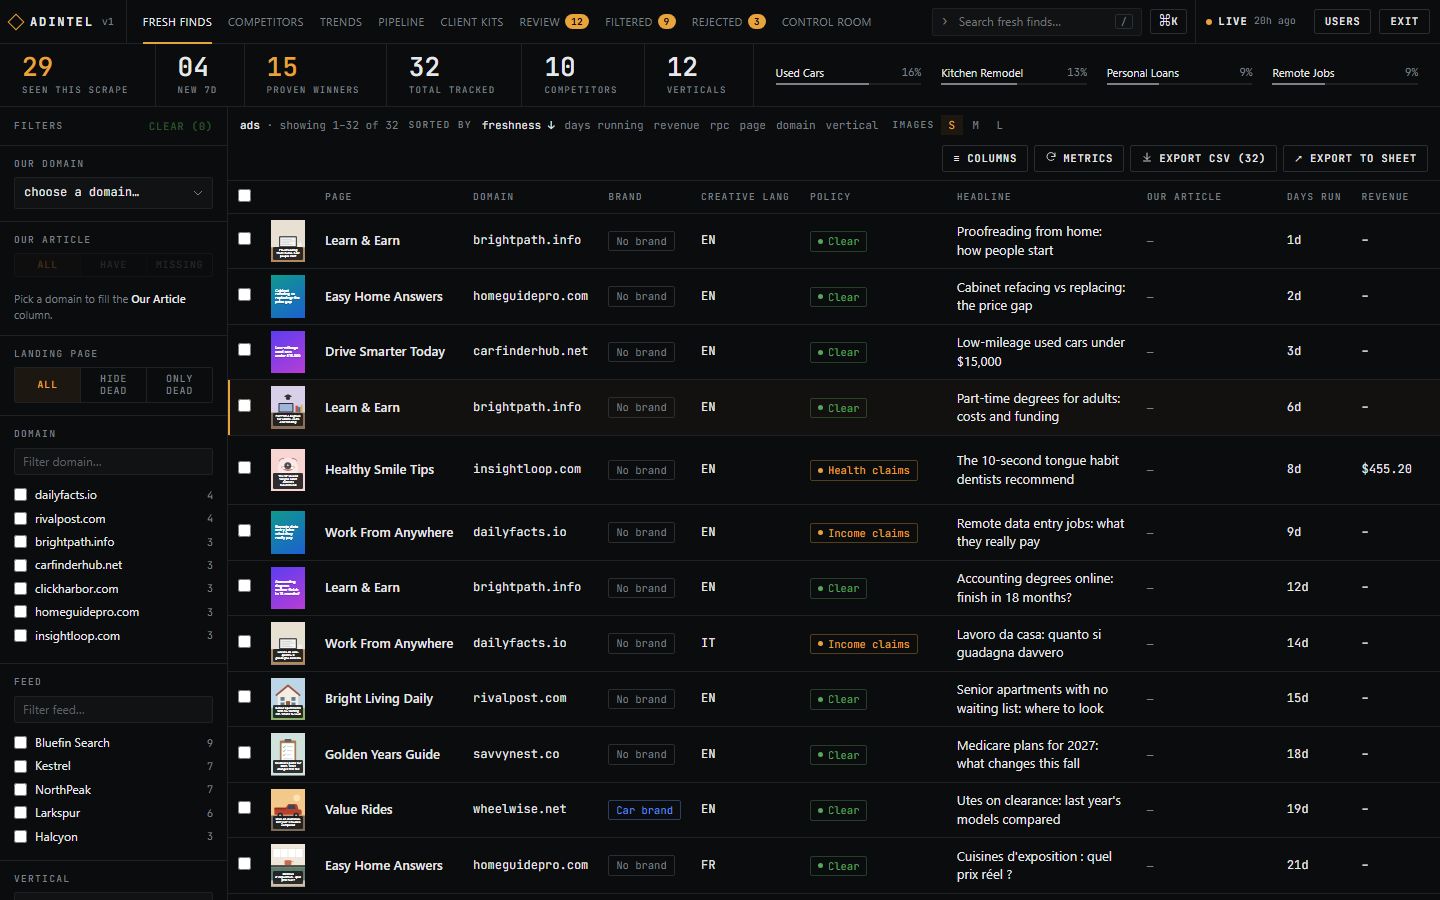 ADINTEL v1
FRESH FINDS COMPETITORS TRENDS PIPELINE CLIENT KITS REVIEW 12 FILTERED 9 REJECTED 3 CONTROL ROOM
Search fresh finds... / ⌘K LIVE 20h ago USERS EXIT
29 SEEN THIS SCRAPE
04 NEW 7D
15 PROVEN WINNERS
32 TOTAL TRACKED
10 COMPETITORS
12 VERTICALS
Used Cars 16%
Kitchen Remodel 13%
Personal Loans 9%
Remote Jobs 9%
FILTERS CLEAR (0)
OUR DOMAIN
choose a domain…
OUR ARTICLE
ALL HAVE MISSING
Pick a domain to fill the Our Article
column.
LANDING PAGE
ALL HIDE DEAD ONLY DEAD
DOMAIN
Filter domain...
dailyfacts.io 4
rivalpost.com 4
brightpath.info 3
carfinderhub.net 3
clickharbor.com 3
homeguidepro.com 3
insightloop.com 3
FEED
Filter feed...
Bluefin Search 9
Kestrel 7
NorthPeak 7
Larkspur 6
Halcyon 3
VERTICAL
ads · showing 1–32 of 32 SORTED BY freshness ↓ days running revenue rpc page domain vertical IMAGES S M L
≡ COLUMNS METRICS EXPORT CSV (32) ↗ EXPORT TO SHEET
PAGE DOMAIN BRAND CREATIVE LANG POLICY HEADLINE OUR ARTICLE DAYS RUN REVENUE
Learn & Earn brightpath.info No brand EN Clear Proofreading from home: how people start — 1d –
Easy Home Answers homeguidepro.com No brand EN Clear Cabinet refacing vs replacing: the price gap — 2d –
Drive Smarter Today carfinderhub.net No brand EN Clear Low-mileage used cars under $15,000 — 3d –
Learn & Earn brightpath.info No brand EN Clear Part-time degrees for adults: costs and funding — 6d –
Healthy Smile Tips insightloop.com No brand EN Health claims The 10-second tongue habit dentists recommend — 8d $455.20
Work From Anywhere dailyfacts.io No brand EN Income claims Remote data entry jobs: what they really pay — 9d –
Learn & Earn brightpath.info No brand EN Clear Accounting degrees online: finish in 18 months? — 12d –
Work From Anywhere dailyfacts.io No brand IT Income claims Lavoro da casa: quanto si guadagna davvero — 14d –
Bright Living Daily rivalpost.com No brand EN Clear Senior apartments with no waiting list: where to look — 15d –
Golden Years Guide savvynest.co No brand EN Clear Medicare plans for 2027: what changes this fall — 18d –
Value Rides wheelwise.net Car brand EN Clear Utes on clearance: last year's models compared — 19d –
Easy Home Answers homeguidepro.com No brand FR Clear Cuisines d'exposition : quel prix réel ? — 21d –